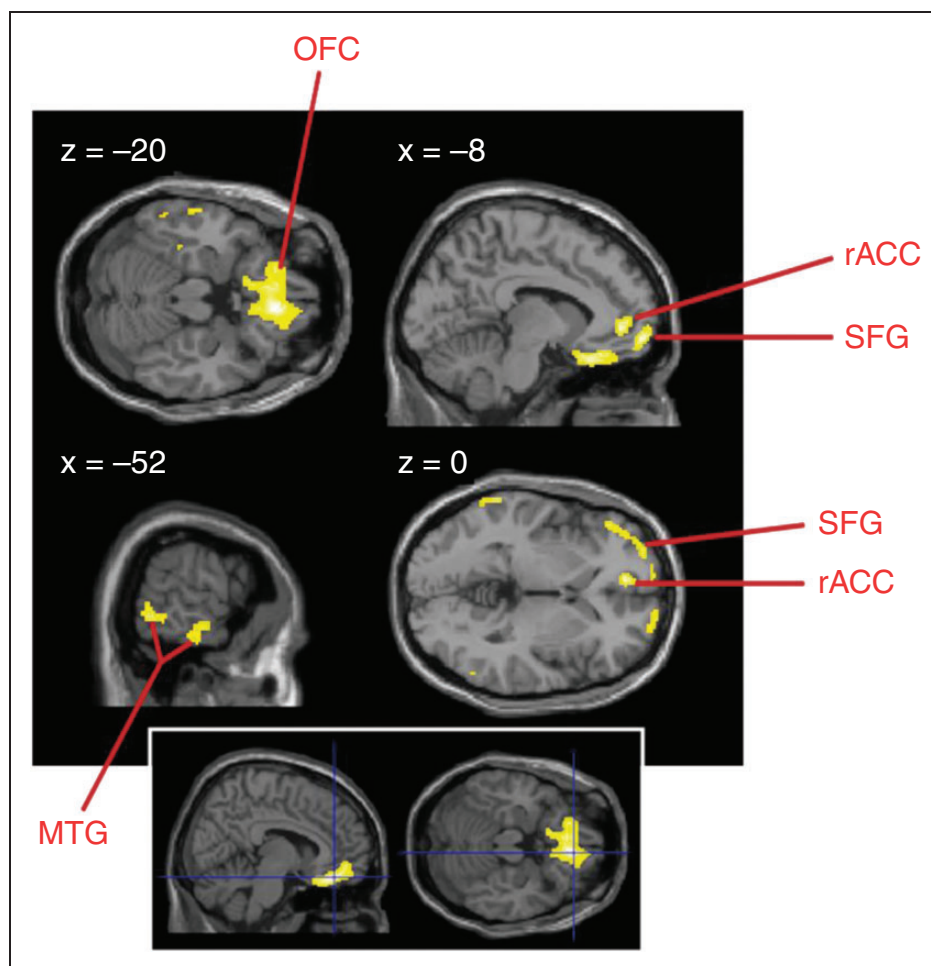 OFC
z = –20
x = –8
rACC
SFG
x = –52
z = 0
SFG
rACC
MTG